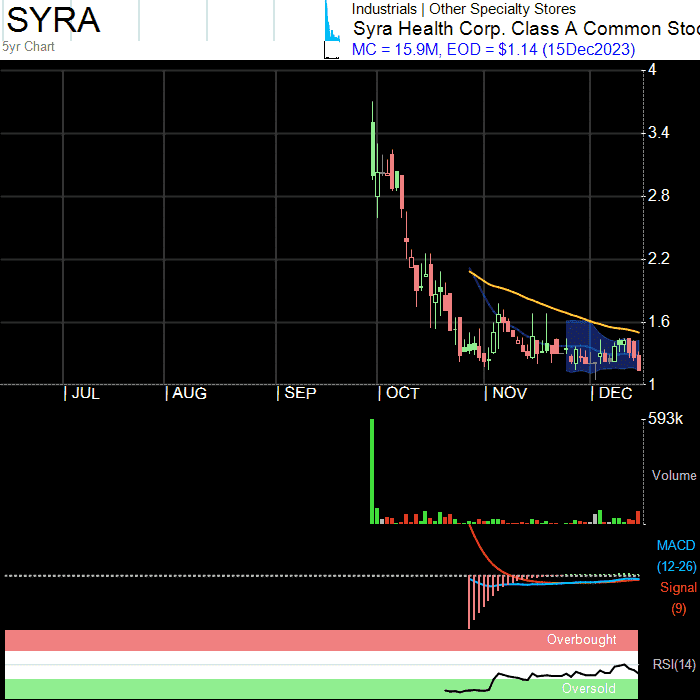 SYRA
5yr Chart
Industrials | Other Specialty Stores
Syra Health Corp. Class A Common Stoc
MC = 15.9M, EOD = $1.14 (15Dec2023)
4
3.4
2.8
2.2
1.6
1
| JUL | AUG | SEP | OCT | NOV | DEC
593k
Volume
MACD
(12-26)
Signal
(9)
Overbought
RSI(14)
Oversold